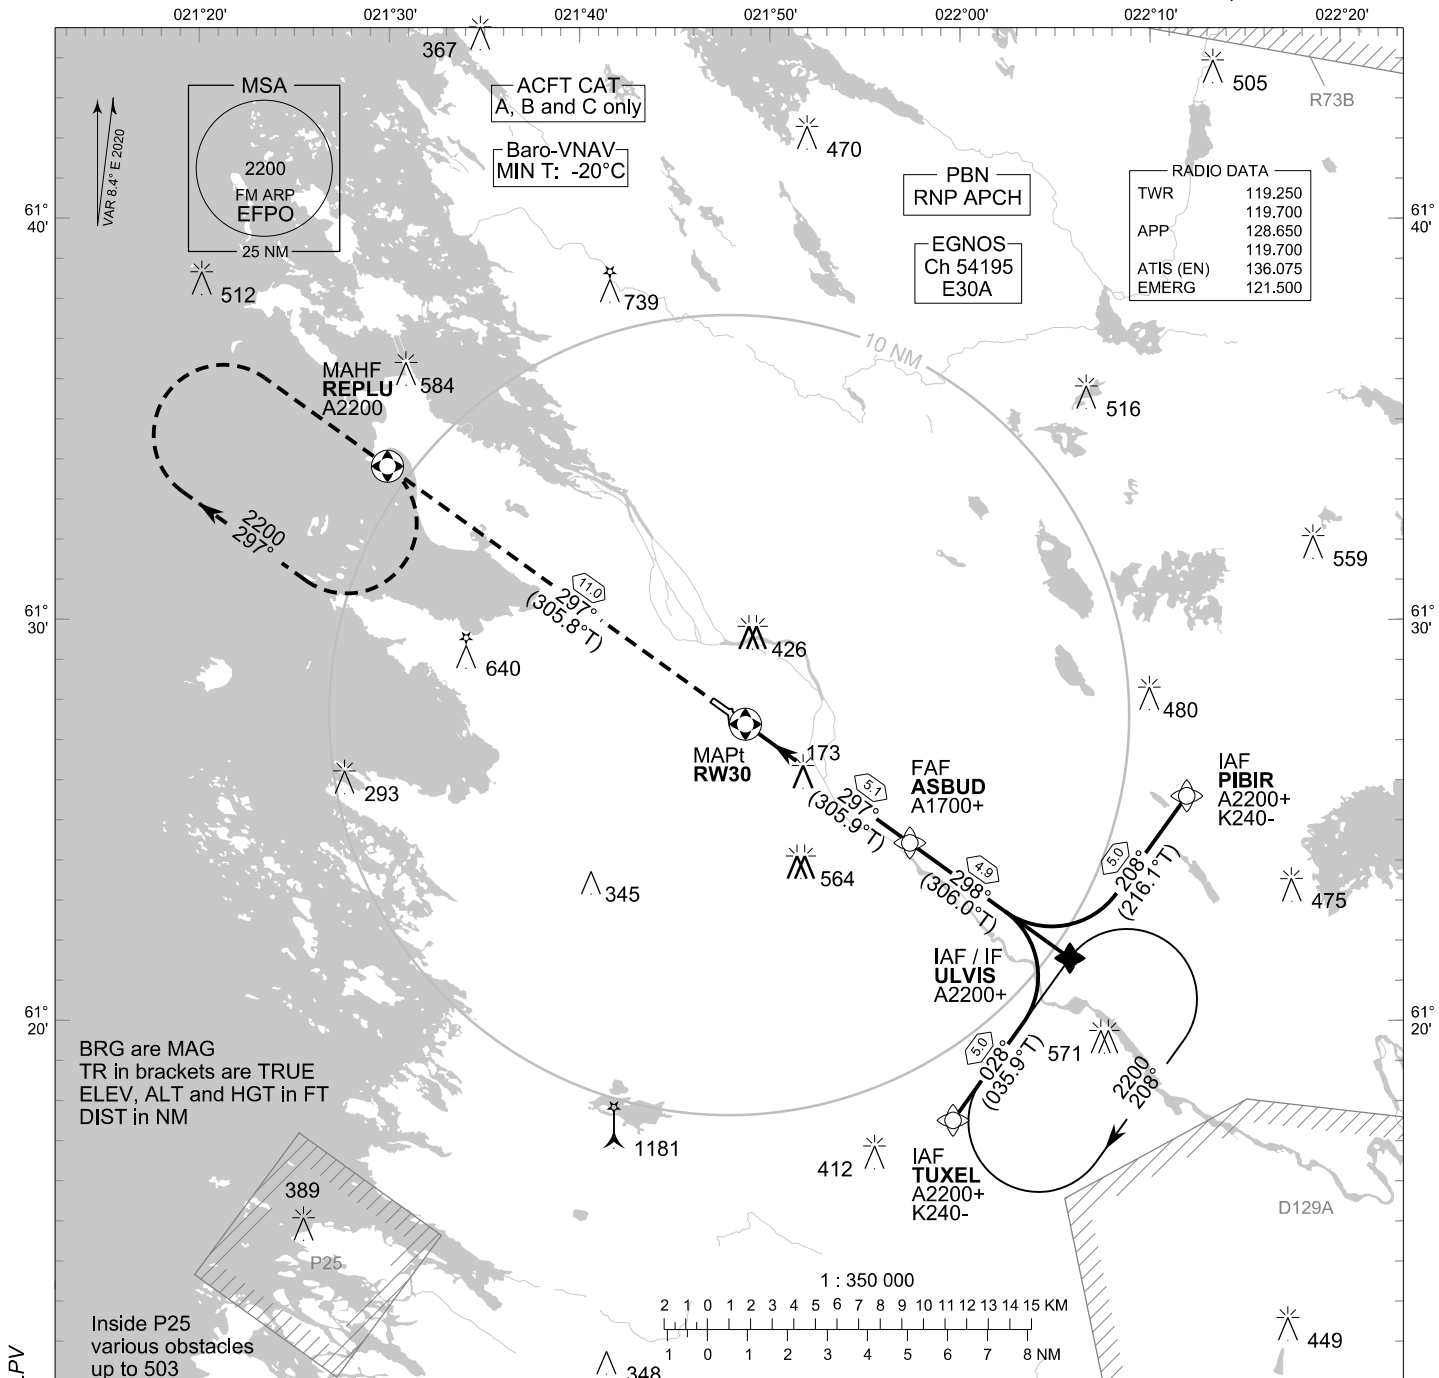 021°20'
021°30'
021°40'
021°50'
022°00'
022°10'
022°20'
367
505
R73B
MSA
2200
FM ARP
EFPO
25 NM
VAR 8.4° E 2020
ACFT CAT
A, B and C only
Baro-VNAV
MIN T: -20°C
470
PBN
RNP APCH
EGNOS
Ch 54195
E30A
RADIO DATA
TWR 119.250
119.700
APP 128.650
119.700
ATIS (EN) 136.075
EMERG 121.500
61°
40'
61°
40'
512
739
10 NM
MAHF
REPLU
A2200
584
516
2200
297°
559
11.0
297°
(305.8°T)
61°
30'
61°
30'
426
640
480
MAPt
RW30
173
293
5.1
297°
(305.9°T)
FAF
ASBUD
A1700+
IAF
PIBIR
A2200+
K240-
564
345
4.9
298°
(306.0°T)
5.0
208°
(216.1°T)
475
IAF / IF
ULVIS
A2200+
61°
20'
61°
20'
BRG are MAG
TR in brackets are TRUE
ELEV, ALT and HGT in FT
DIST in NM
5.0
028°
(035.9°T)
571
2200
208°
1181
412
IAF
TUXEL
A2200+
K240-
389
P25
D129A
1 : 350 000
2 1 0 1 2 3 4 5 6 7 8 9 10 11 12 13 14 15 KM
1 0 1 2 3 4 5 6 7 8 NM
Inside P25
various obstacles
up to 503
449
348
LPV